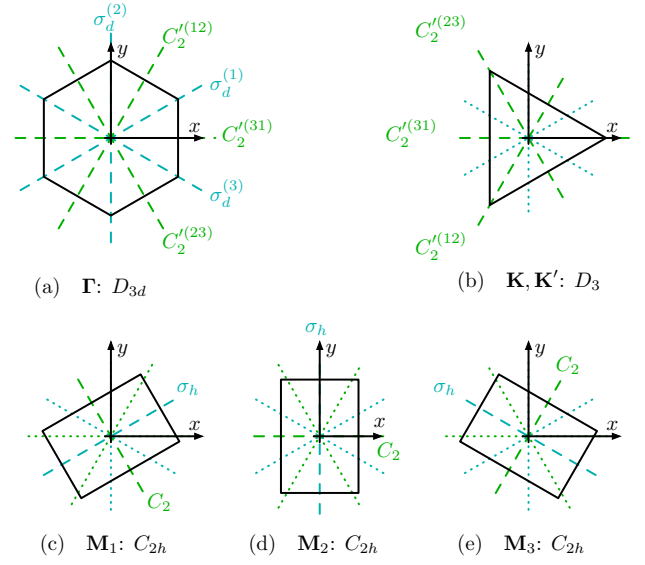 σ_d^(2) y C_2′^(12) σ_d^(1) x C_2′^(31) σ_d^(3) C_2′^(23)
(a) Γ: D_3d
C_2′^(23) y C_2′^(31) x C_2′^(12)
(b) K, K′: D_3
y σ_h x C_2
(c) M_1: C_2h
σ_h y x C_2
(d) M_2: C_2h
y C_2 σ_h x
(e) M_3: C_2h